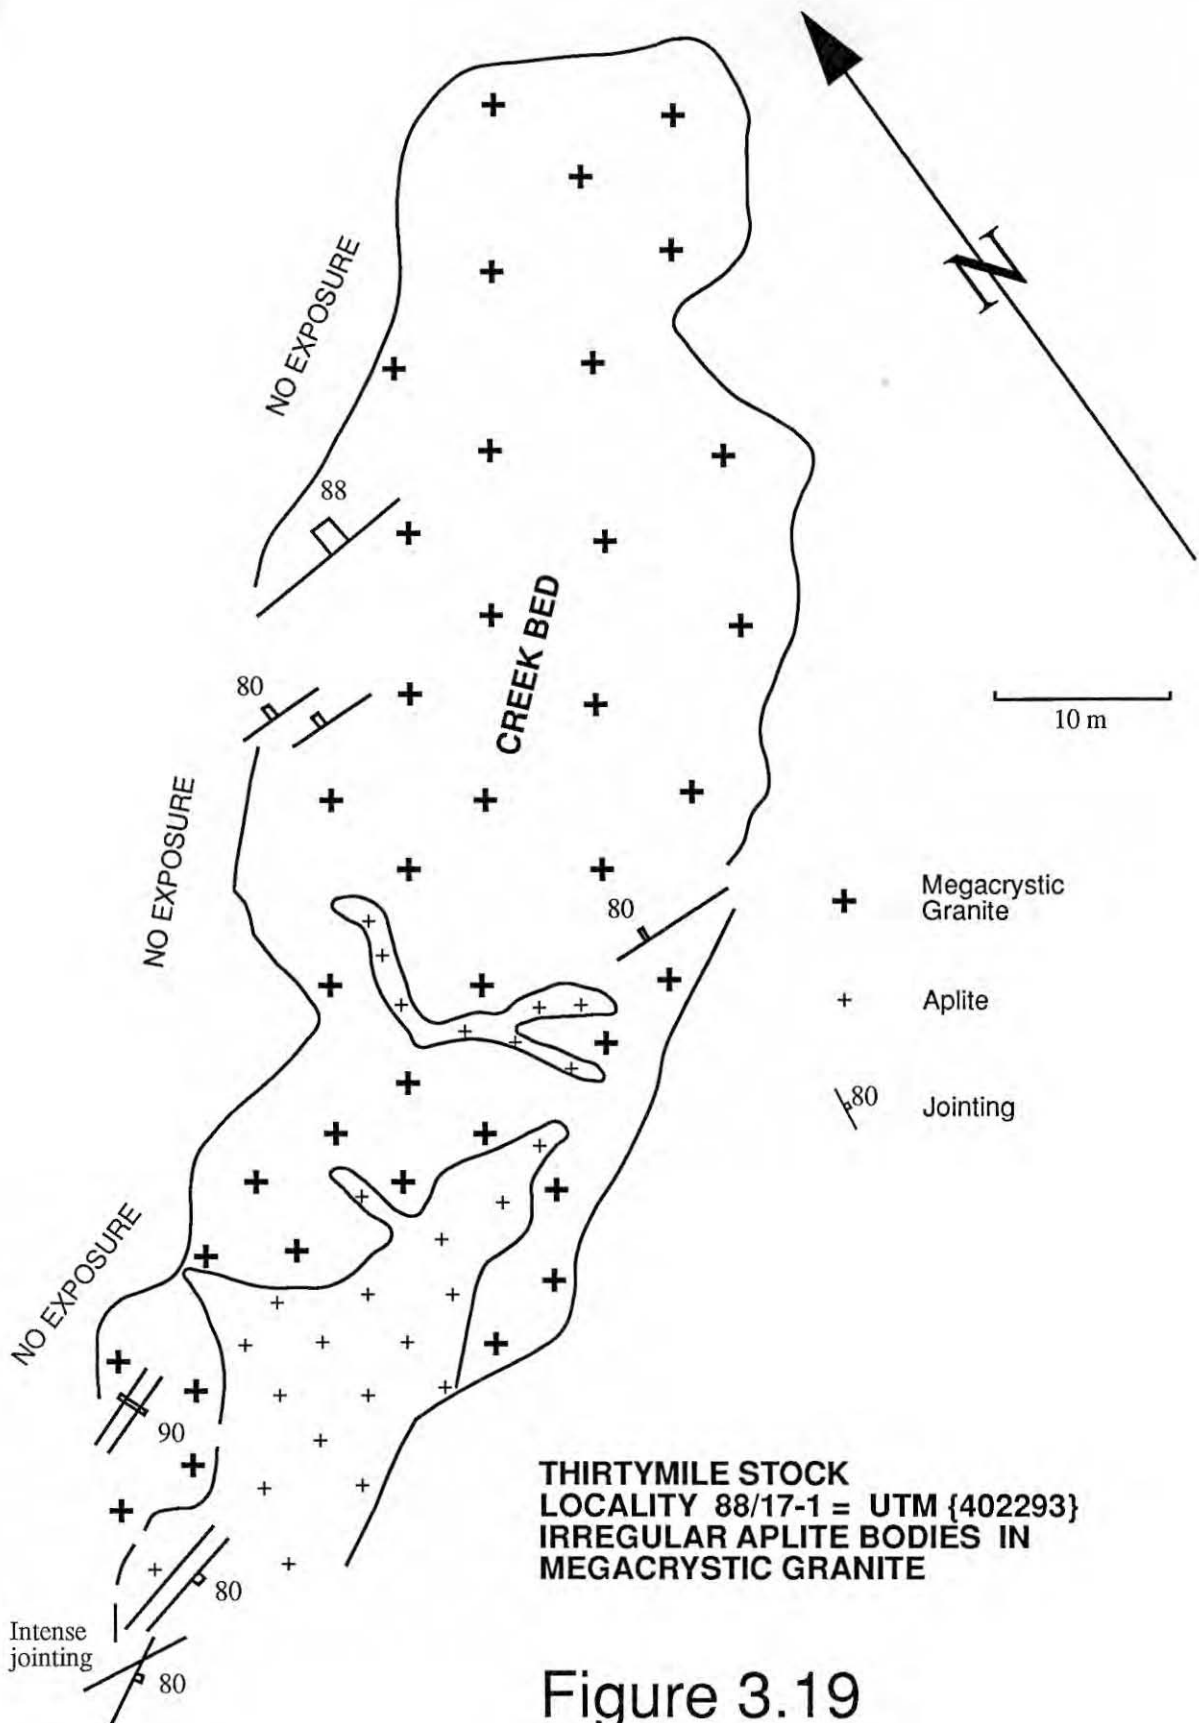 N
NO EXPOSURE
88
CREEK BED
80
10 m
NO EXPOSURE
Megacrystic
Granite
80
Aplite
80
Jointing
NO EXPOSURE
90
THIRTYMILE STOCK
LOCALITY 88/17-1 = UTM {402293}
IRREGULAR APLITE BODIES IN
MEGACRYSTIC GRANITE
80
Intense
jointing
80
Figure 3.19